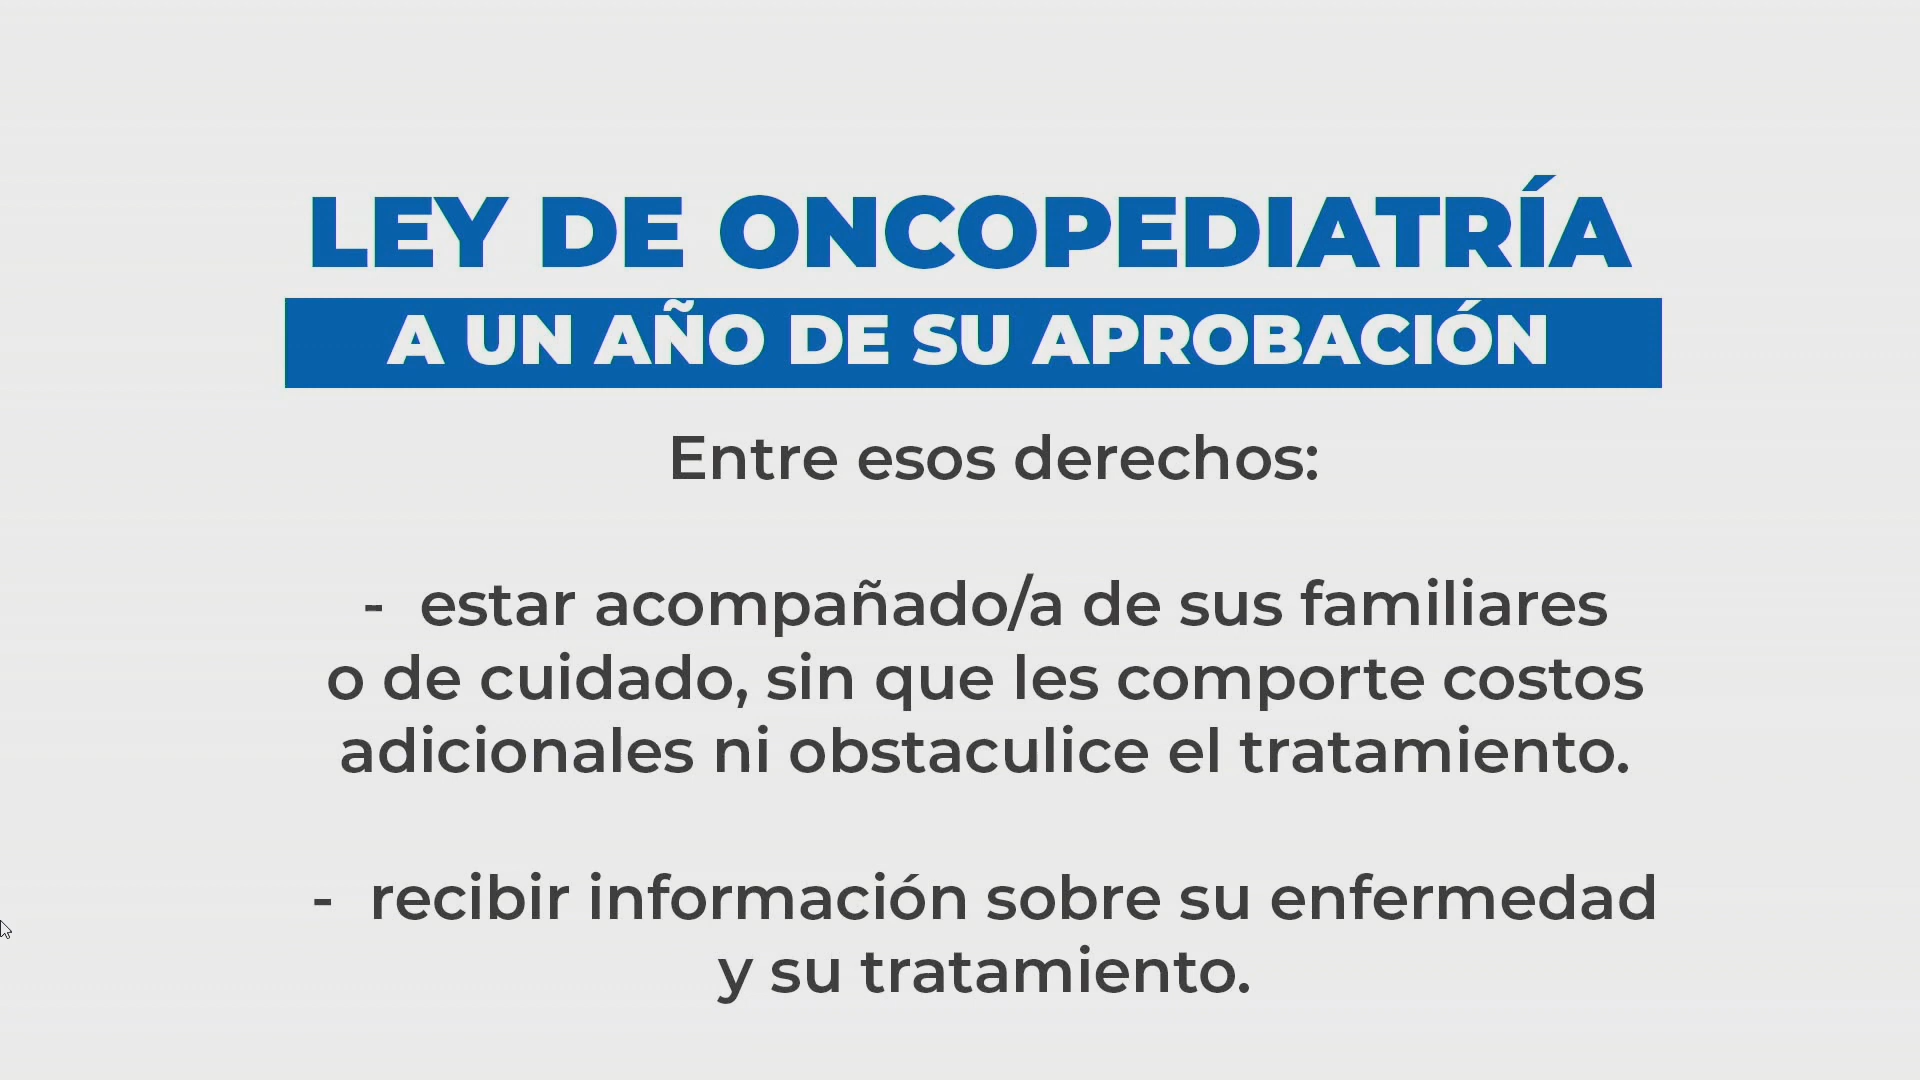 LEY DE ONCOPEDIATRÍA
A UN AÑO DE SU APROBACIÓN
Entre esos derechos:
- estar acompañado/a de sus familiares
o de cuidado, sin que les comporte costos
adicionales ni obstaculice el tratamiento.
- recibir información sobre su enfermedad
y su tratamiento.